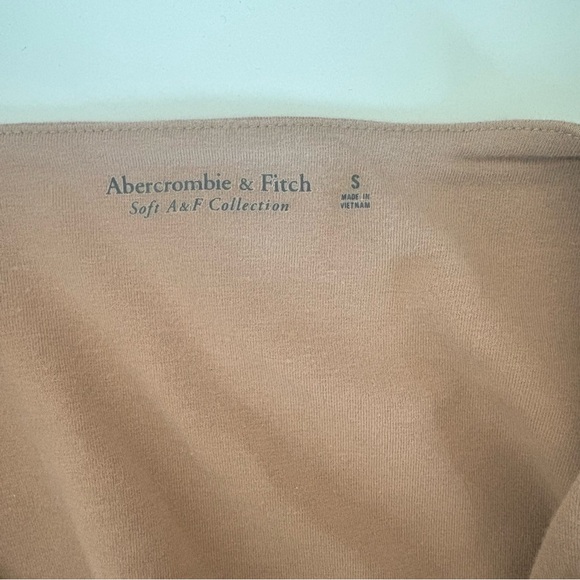 Abercrombie & Fitch
Soft A&F Collection
S
MADE IN
VIETNAM